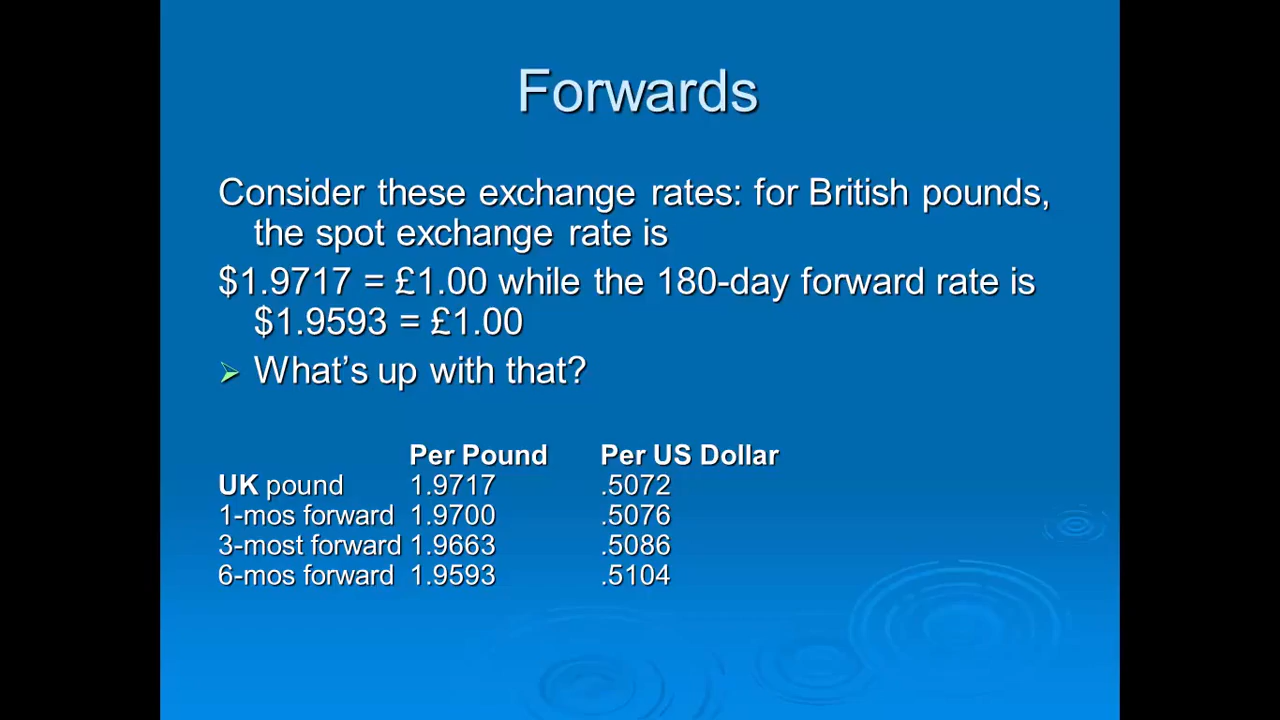 Forwards
Consider these exchange rates: for British pounds,
the spot exchange rate is
$1.9717 = £1.00 while the 180-day forward rate is
$1.9593 = £1.00
What’s up with that?
Per Pound Per US Dollar
UK pound 1.9717 .5072
1-mos forward 1.9700 .5076
3-most forward 1.9663 .5086
6-mos forward 1.9593 .5104